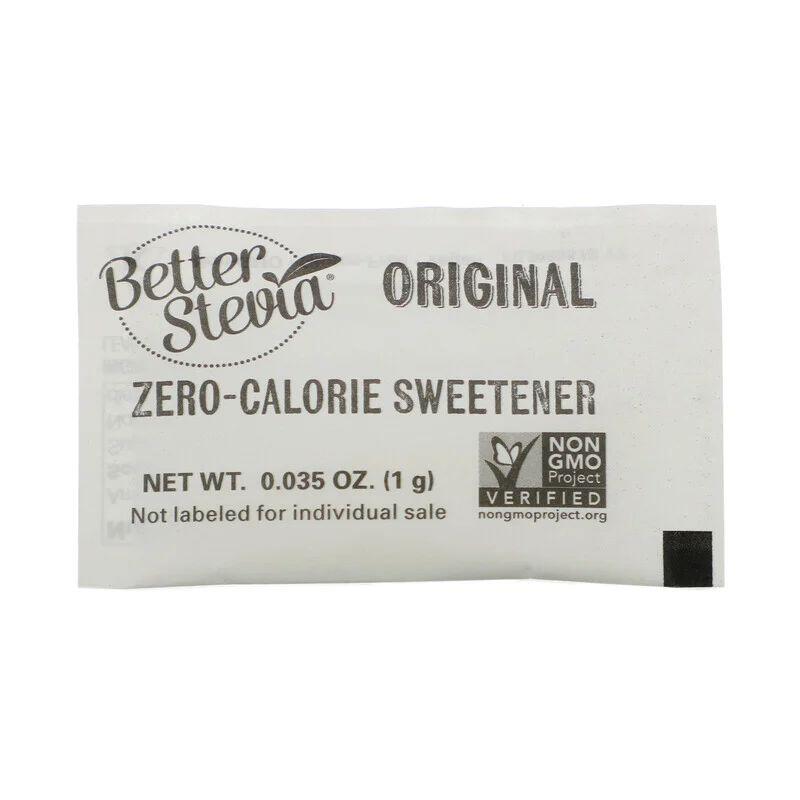 Better
Stevia®
ORIGINAL
ZERO-CALORIE SWEETENER
NET WT. 0.035 OZ. (1 g)
Not labeled for individual sale
NON
GMO
Project
VERIFIED
nongmoproject.org